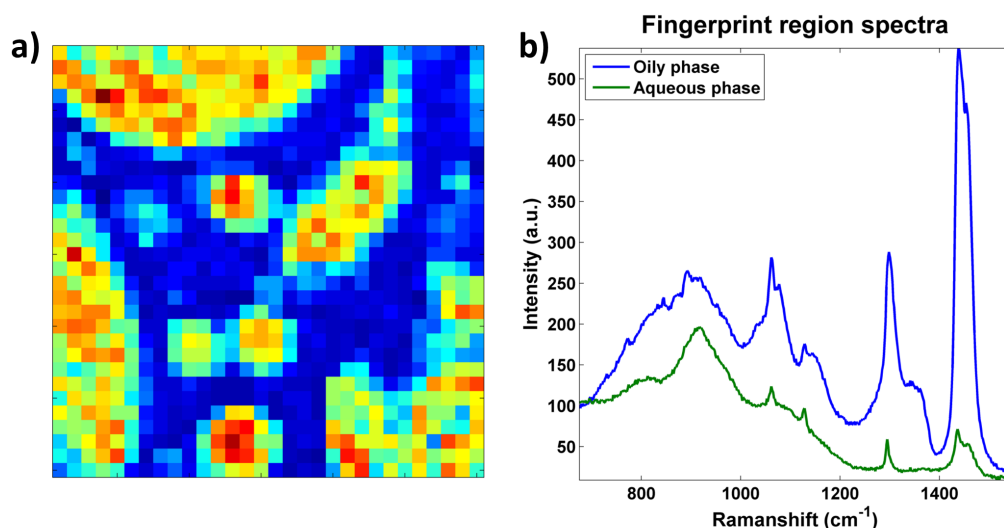 a)
b)
Fingerprint region spectra
Oily phase
Aqueous phase
500
450
400
350
300
250
200
150
100
50
Intensity (a.u.)
800
1000
1200
1400
Ramanshift (cm⁻¹)